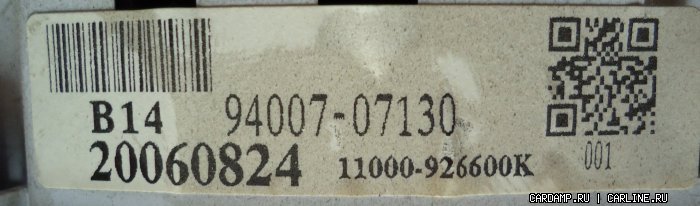 B14 94007-07130
20060824 11000-926600K 001
CARDAMP.RU | CARLINE.RU